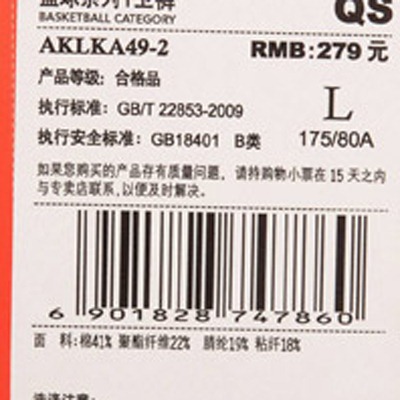 篮球系列卫裤
QS
BASKETBALL CATEGORY
AKLKA49-2
RMB:279 元
产品等级: 合格品
执行标准: GB/T 22853-2009
L
执行安全标准: GB18401 B类
175/80A
如果您购买的产品存有质量问题, 请持购物小票在 15 天之内
与专卖店联系,以便及时解决.
6 901828 747860
面 料:棉41% 聚酯纤维22% 腈纶19% 粘纤18%